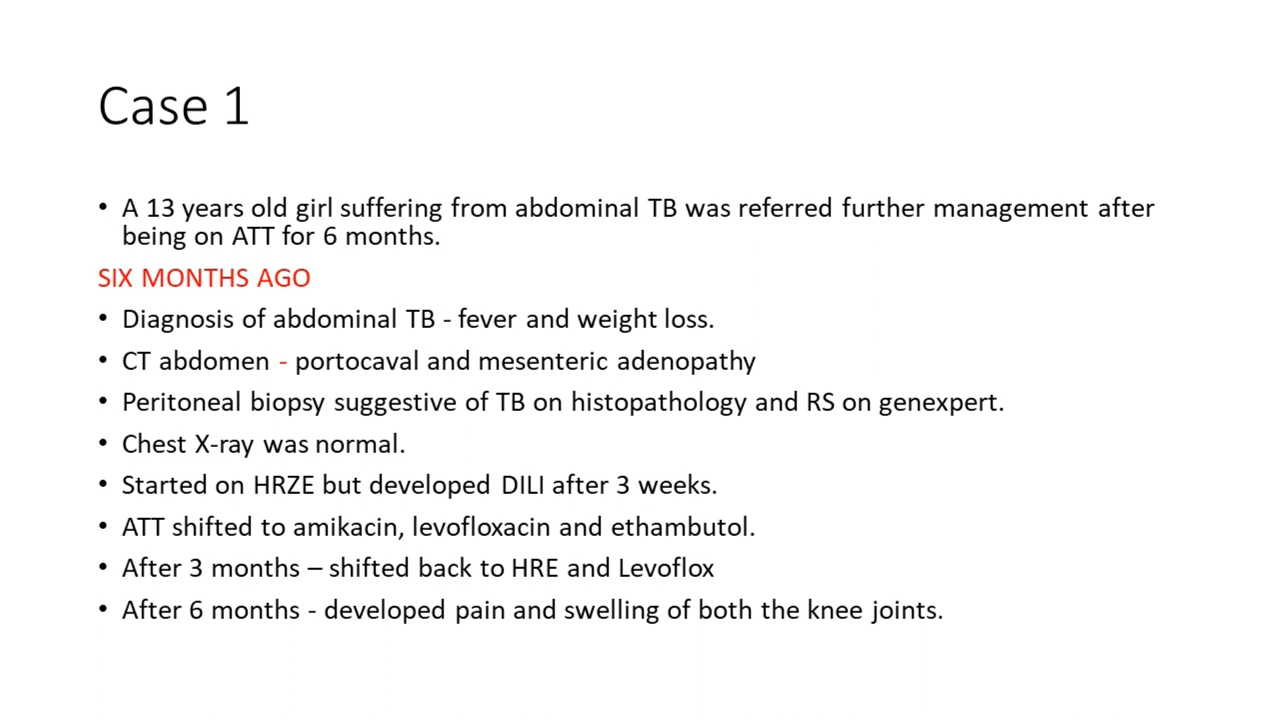 Case 1
• A 13 years old girl suffering from abdominal TB was referred further management after
being on ATT for 6 months.
SIX MONTHS AGO
• Diagnosis of abdominal TB - fever and weight loss.
• CT abdomen - portocaval and mesenteric adenopathy
• Peritoneal biopsy suggestive of TB on histopathology and RS on genexpert.
• Chest X-ray was normal.
• Started on HRZE but developed DILI after 3 weeks.
• ATT shifted to amikacin, levofloxacin and ethambutol.
• After 3 months – shifted back to HRE and Levoflox
• After 6 months - developed pain and swelling of both the knee joints.